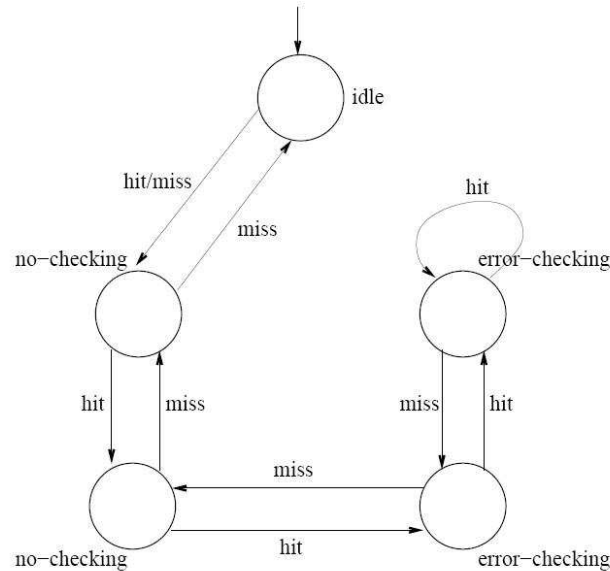 idle
hit/miss
miss
hit
no−checking
error−checking
hit
miss
miss
hit
miss
hit
no−checking
error−checking